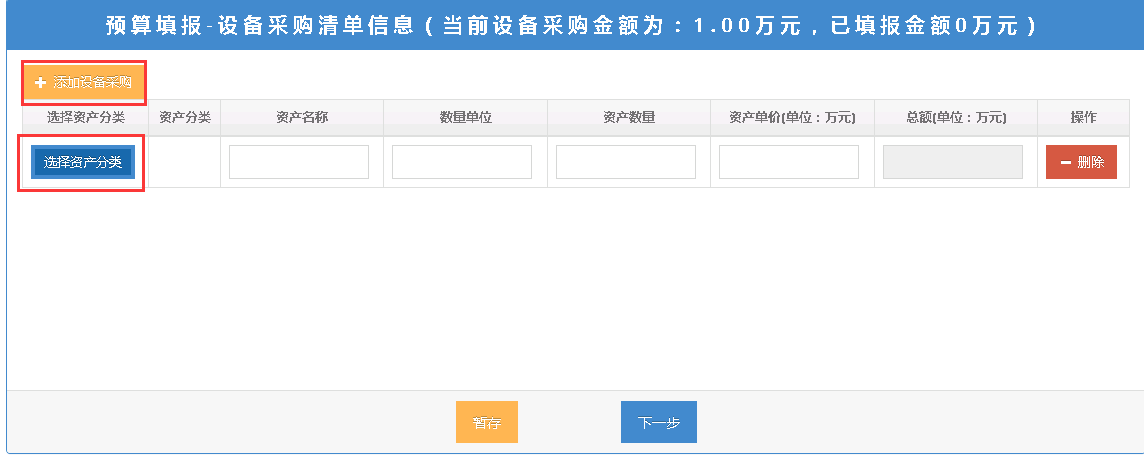 预算填报-设备采购清单信息（当前设备采购金额为：1.00万元，已填报金额0万元）
添加设备采购
选择资产分类 资产分类 资产名称 数量单位 资产数量 资产单价(单位：万元) 总额(单位：万元) 操作
选择资产分类 删除
暂存 下一步